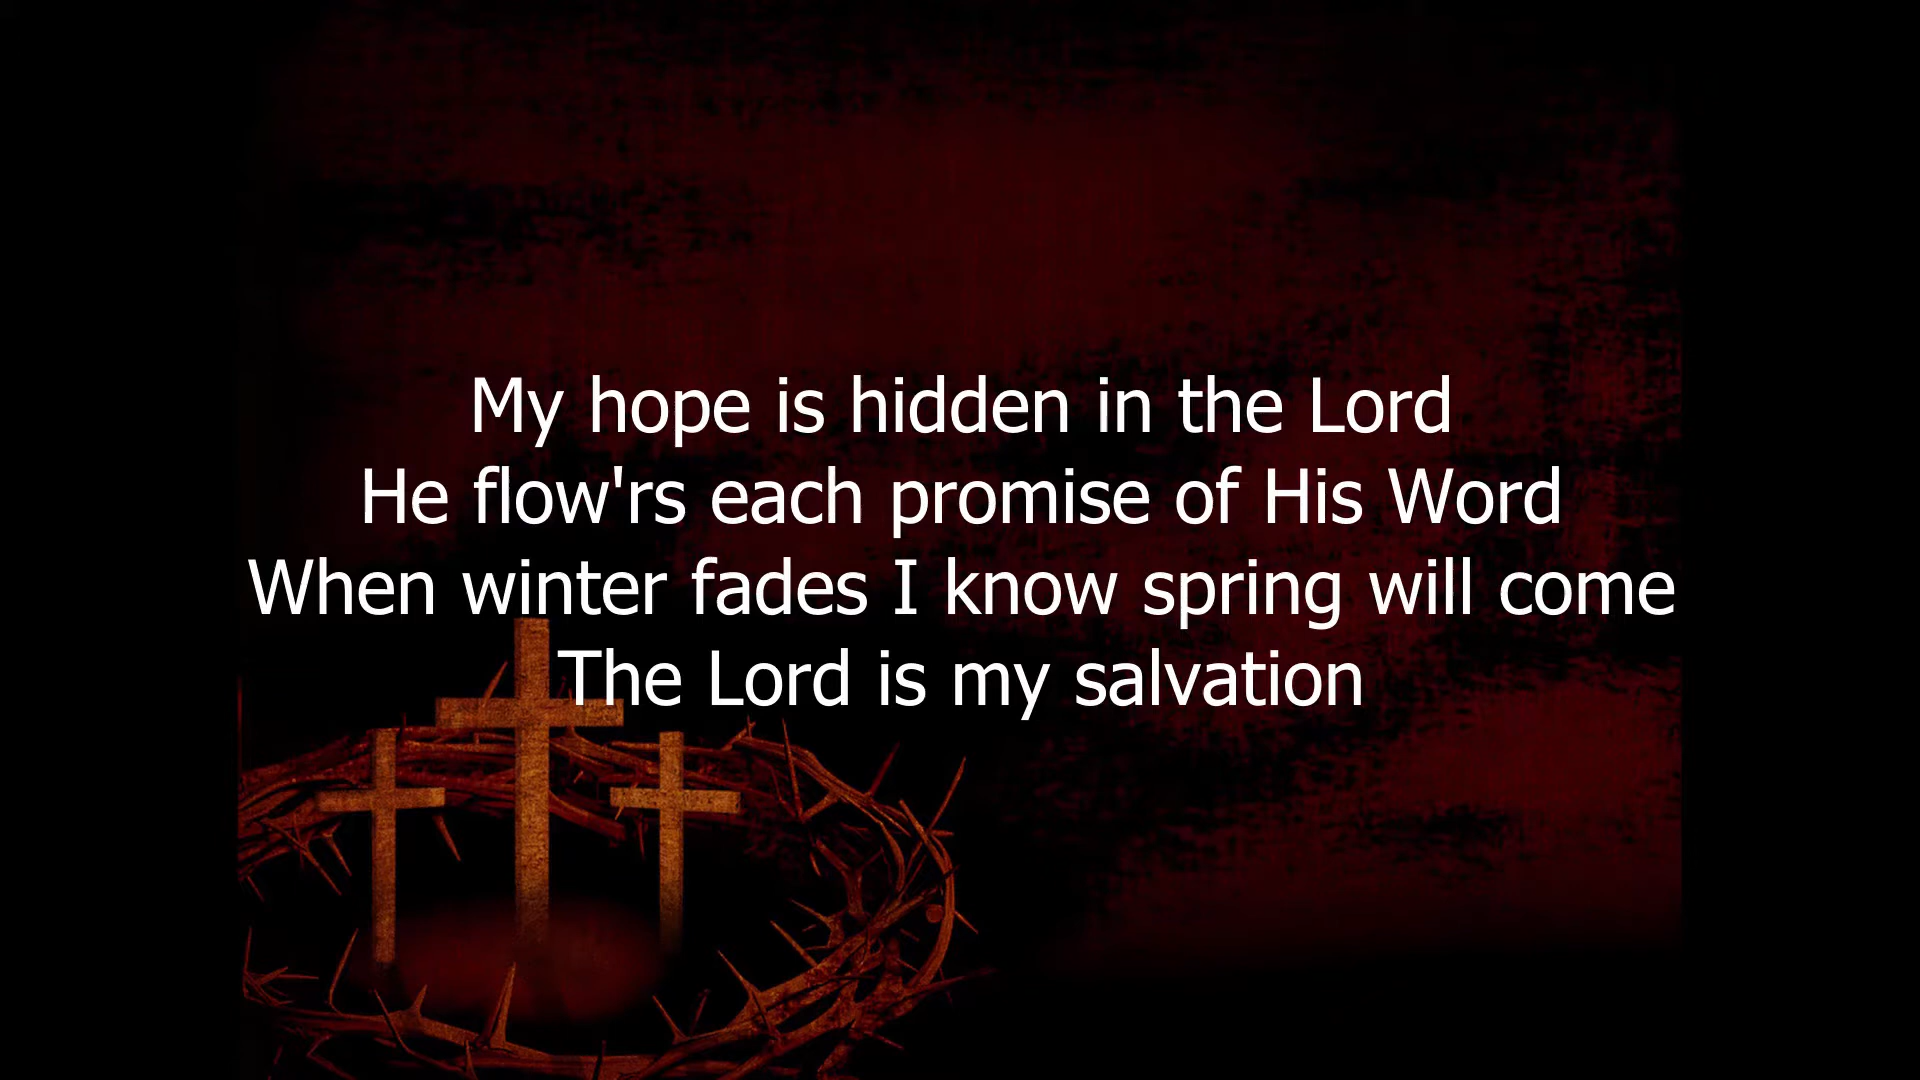 My hope is hidden in the Lord
He flow'rs each promise of His Word
When winter fades I know spring will come
The Lord is my salvation